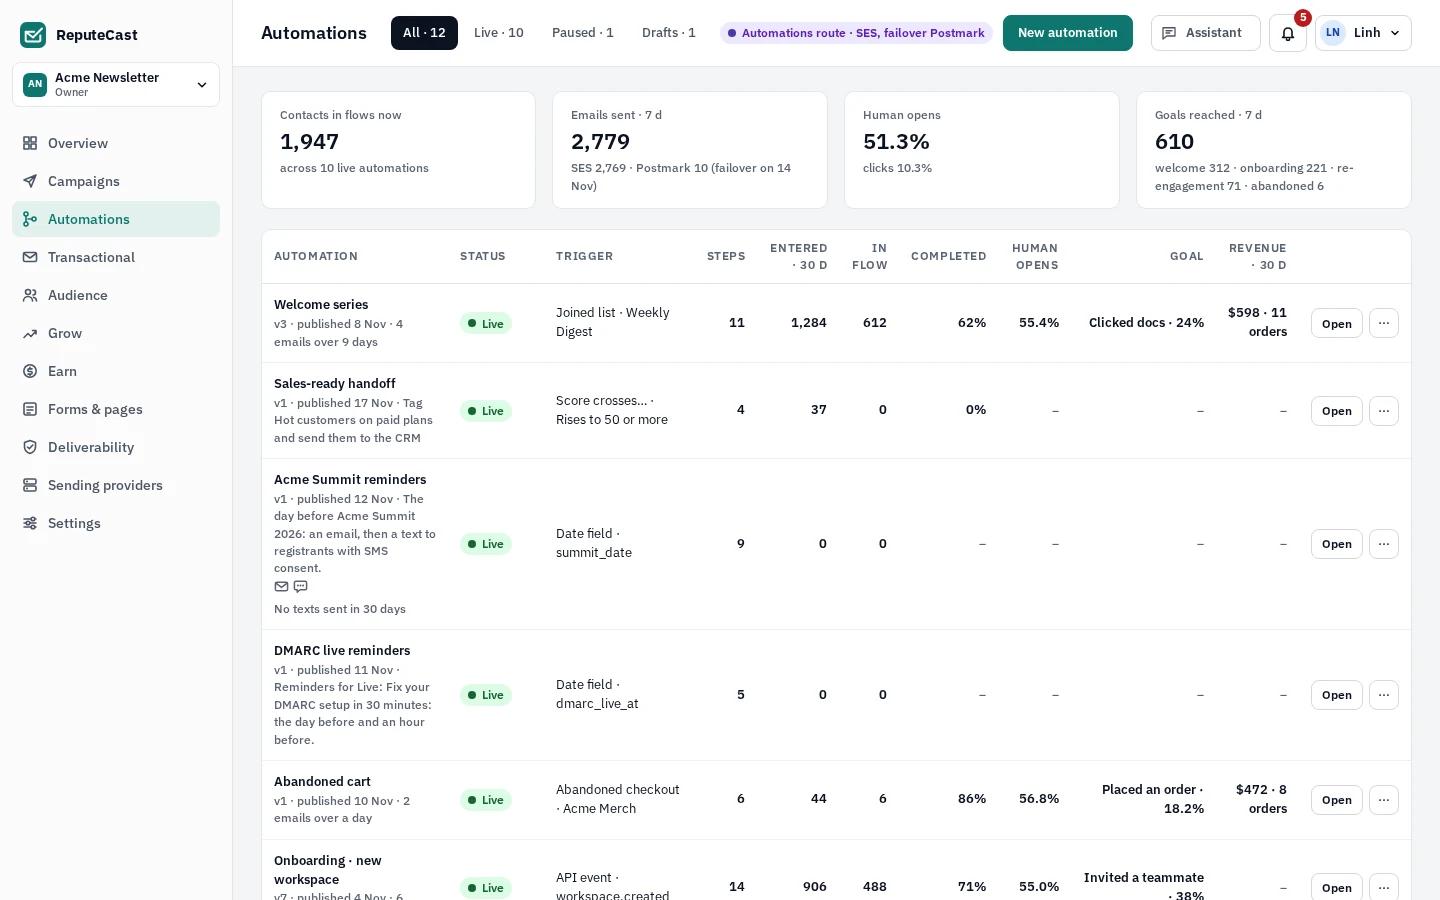 ReputeCast
AN
Acme Newsletter
Owner
Overview
Campaigns
Automations
Transactional
Audience
Grow
Earn
Forms & pages
Deliverability
Sending providers
Settings
Automations
All · 12
Live · 10
Paused · 1
Drafts · 1
Automations route · SES, failover Postmark
New automation
Assistant
5
LN
Linh
Contacts in flows now
1,947
across 10 live automations
Emails sent · 7 d
2,779
SES 2,769 · Postmark 10 (failover on 14
Nov)
Human opens
51.3%
clicks 10.3%
Goals reached · 7 d
610
welcome 312 · onboarding 221 · re-
engagement 71 · abandoned 6
AUTOMATION
STATUS
TRIGGER
STEPS
ENTERED
· 30 D
IN
FLOW
COMPLETED
HUMAN
OPENS
GOAL
REVENUE
· 30 D
Welcome series
v3 · published 8 Nov · 4
emails over 9 days
Live
Joined list · Weekly
Digest
11
1,284
612
62%
55.4%
Clicked docs · 24%
$598 · 11
orders
Open
...
Sales-ready handoff
v1 · published 17 Nov · Tag
Hot customers on paid plans
and send them to the CRM
Live
Score crosses... ·
Rises to 50 or more
4
37
0
0%
–
–
–
Open
...
Acme Summit reminders
v1 · published 12 Nov · The
day before Acme Summit
2026: an email, then a text to
registrants with SMS
consent.
No texts sent in 30 days
Live
Date field ·
summit_date
9
0
0
–
–
–
–
Open
...
DMARC live reminders
v1 · published 11 Nov ·
Reminders for Live: Fix your
DMARC setup in 30 minutes:
the day before and an hour
before.
Live
Date field ·
dmarc_live_at
5
0
0
–
–
–
–
Open
...
Abandoned cart
v1 · published 10 Nov · 2
emails over a day
Live
Abandoned checkout
· Acme Merch
6
44
6
86%
56.8%
Placed an order ·
18.2%
$472 · 8
orders
Open
...
Onboarding · new
workspace
v7 · published 4 Nov · 6
Live
API event ·
workspace.created
14
906
488
71%
55.0%
Invited a teammate
· 38%
–
Open
...